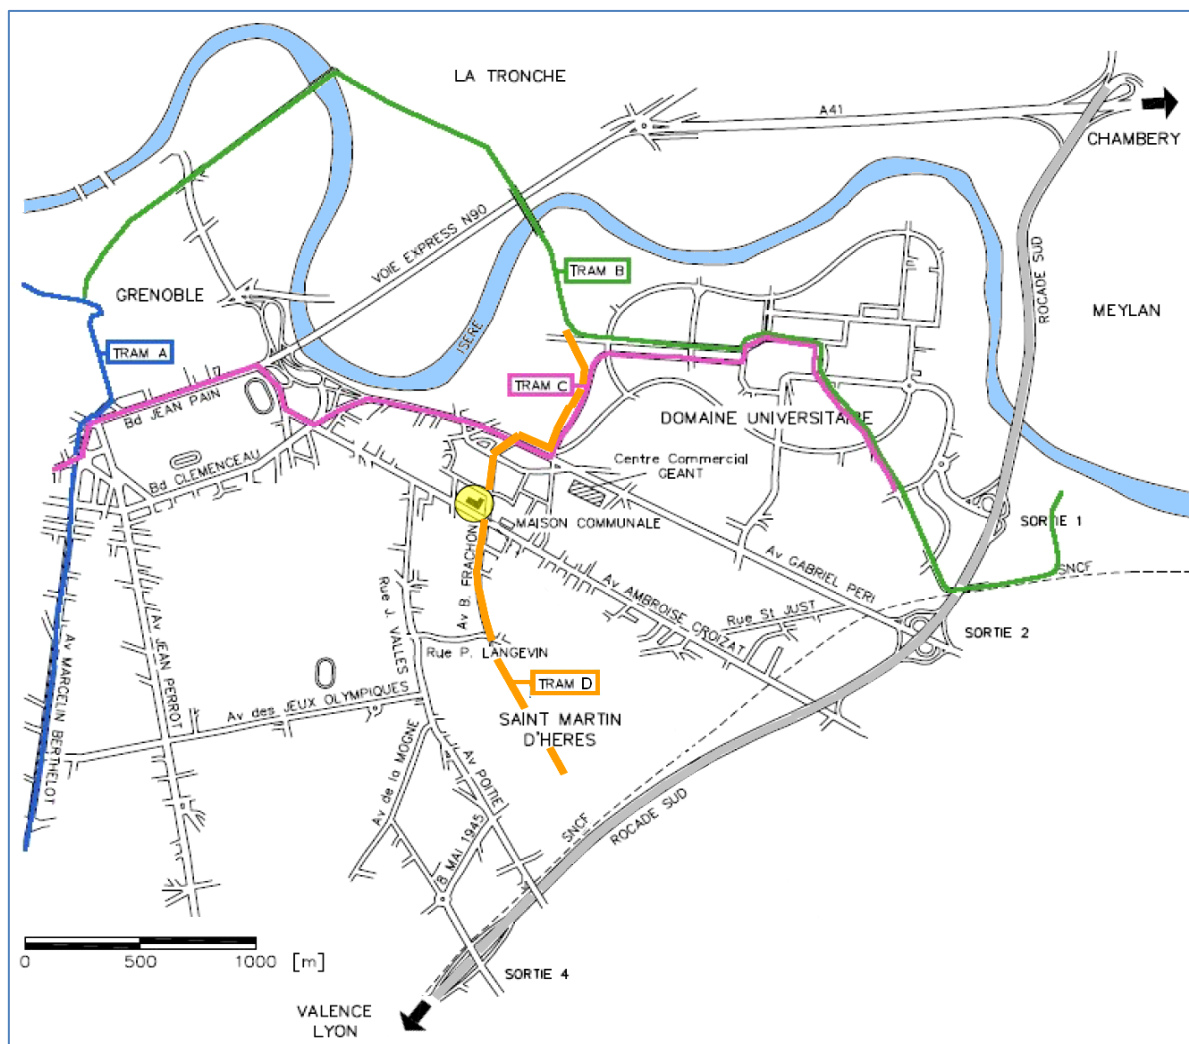 LA TRONCHE
A41
CHAMBERY
VOIE EXPRESS N90
ROCADE SUD
TRAM B
GRENOBLE
MEYLAN
ISERE
TRAM A
TRAM C
Bd JEAN PAIN
DOMAINE UNIVERSITAIRE
Bd CLEMENCEAU
Centre Commercial
GEANT
MAISON COMMUNALE
SORTIE 1
Av GABRIEL PERI
SNCF
Av B. FRACHON
Av AMBROISE CROIZAT
Rue St JUST
Rue J. VALLES
SORTIE 2
Rue P. LANGEVIN
Av MARCELIN BERTHELOT
Av JEAN PERROT
TRAM D
Av des JEUX OLYMPIQUES
SAINT MARTIN
D'HERES
Av de la MOGNE
Av POITIE
SNCF
ROCADE SUD
8 MAI 1945
0 500 1000 [m]
SORTIE 4
VALENCE
LYON